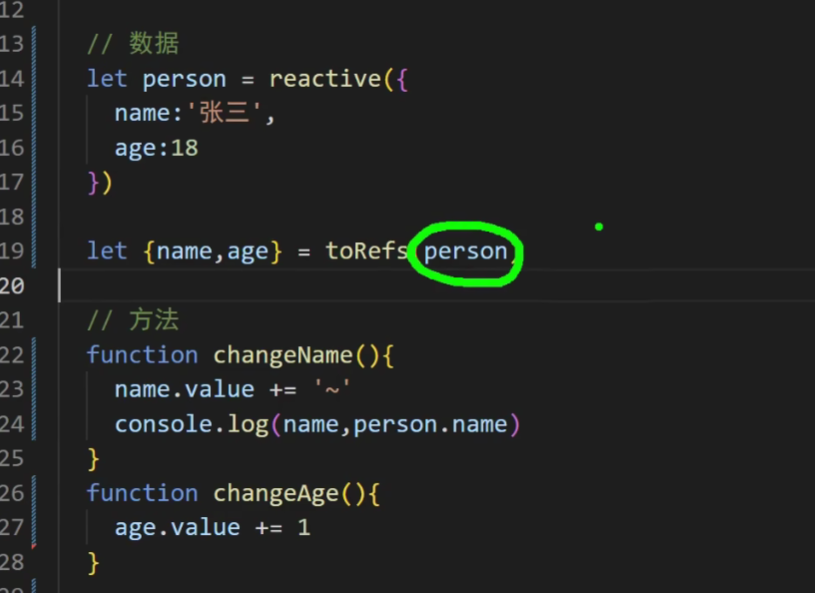 12
13 // 数据
14 let person = reactive({
15 name:'张三',
16 age:18
17 })
18
19 let {name,age} = toRefs person
20
21 // 方法
22 function changeName(){
23 name.value += '~'
24 console.log(name,person.name)
25 }
26 function changeAge(){
27 age.value += 1
28 }